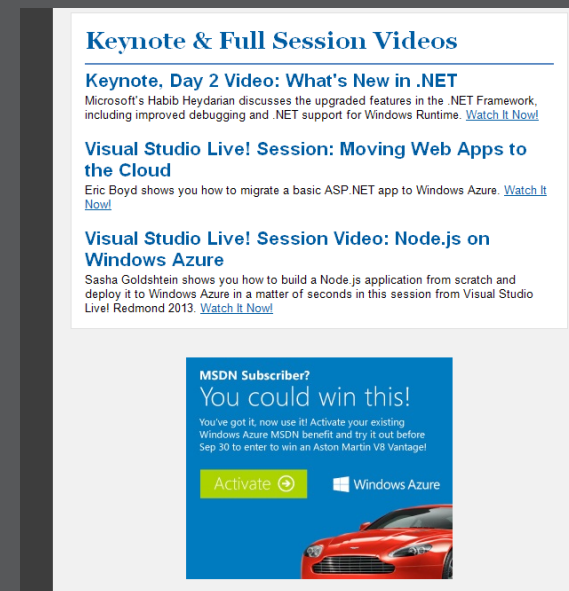 Keynote & Full Session Videos
Keynote, Day 2 Video: What's New in .NET
Microsoft's Habib Heydarian discusses the upgraded features in the .NET Framework,
including improved debugging and .NET support for Windows Runtime. Watch It Now!
Visual Studio Live! Session: Moving Web Apps to
the Cloud
Eric Boyd shows you how to migrate a basic ASP.NET app to Windows Azure. Watch It
Now!
Visual Studio Live! Session Video: Node.js on
Windows Azure
Sasha Goldshtein shows you how to build a Node.js application from scratch and
deploy it to Windows Azure in a matter of seconds in this session from Visual Studio
Live! Redmond 2013. Watch It Now!
MSDN Subscriber?
You could win this!
You've got it, now use it! Activate your existing
Windows Azure MSDN benefit and try it out before
Sep 30 to enter to win an Aston Martin V8 Vantage!
Activate
Windows Azure